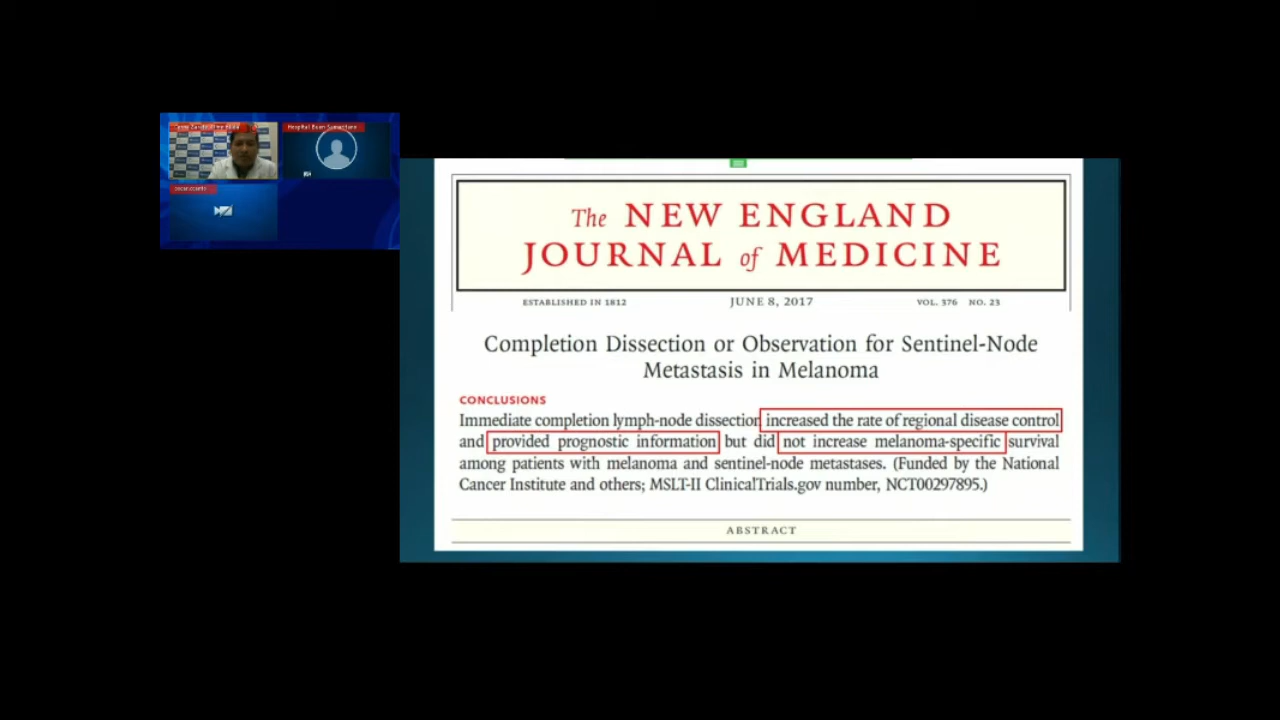 Hospital Buen Samaritano
The NEW ENGLAND
JOURNAL of MEDICINE
ESTABLISHED IN 1812
JUNE 8, 2017
VOL. 376 NO. 23
Completion Dissection or Observation for Sentinel-Node
Metastasis in Melanoma
CONCLUSIONS
Immediate completion lymph-node dissection increased the rate of regional disease control
and provided prognostic information but did not increase melanoma-specific survival
among patients with melanoma and sentinel-node metastases. (Funded by the National
Cancer Institute and others; MSLT-II ClinicalTrials.gov number, NCT00297895.)
ABSTRACT